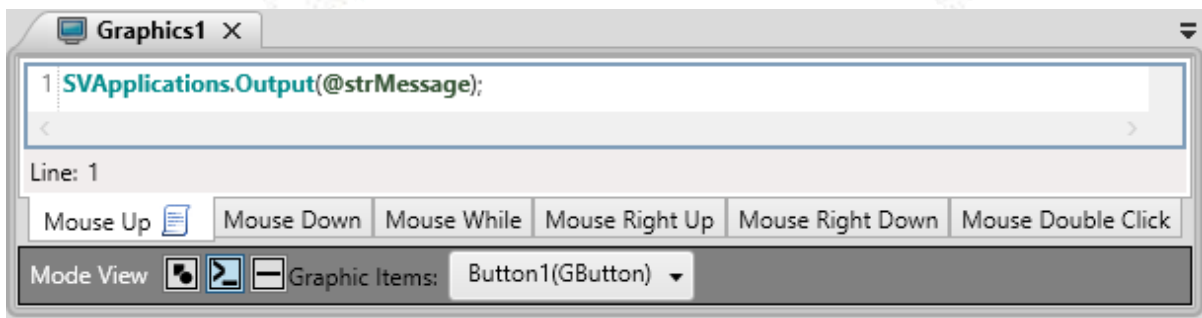 Graphics1
1 SVApplications.Output(@strMessage);
Line: 1
Mouse Up Mouse Down Mouse While Mouse Right Up Mouse Right Down Mouse Double Click
Mode View Graphic Items: Button1(GButton)